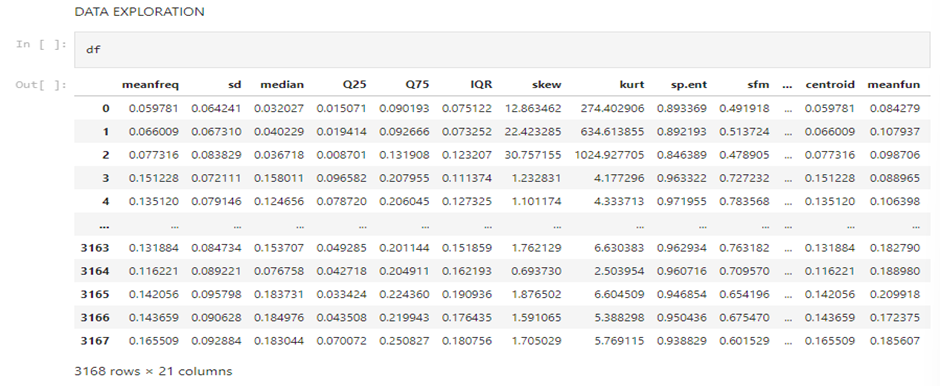 DATA EXPLORATION
In [ ]:
df
Out[ ]:
meanfreq sd median Q25 Q75 IQR skew kurt sp.ent sfm ... centroid meanfun
0 0.059781 0.064241 0.032027 0.015071 0.090193 0.075122 12.863462 274.402906 0.893369 0.491918 ... 0.059781 0.084279
1 0.066009 0.067310 0.040229 0.019414 0.092666 0.073252 22.423285 634.613855 0.892193 0.513724 ... 0.066009 0.107937
2 0.077316 0.083829 0.036718 0.008701 0.131908 0.123207 30.757155 1024.927705 0.846389 0.478905 ... 0.077316 0.098706
3 0.151228 0.072111 0.158011 0.096582 0.207955 0.111374 1.232831 4.177296 0.963322 0.727232 ... 0.151228 0.088965
4 0.135120 0.079146 0.124656 0.078720 0.206045 0.127325 1.101174 4.333713 0.971955 0.783568 ... 0.135120 0.106398
... ... ... ... ... ... ... ... ... ... ... ... ... ...
3163 0.131884 0.084734 0.153707 0.049285 0.201144 0.151859 1.762129 6.630383 0.962934 0.763182 ... 0.131884 0.182790
3164 0.116221 0.089221 0.076758 0.042718 0.204911 0.162193 0.693730 2.503954 0.960716 0.709570 ... 0.116221 0.188980
3165 0.142056 0.095798 0.183731 0.033424 0.224360 0.190936 1.876502 6.604509 0.946854 0.654196 ... 0.142056 0.209918
3166 0.143659 0.090628 0.184976 0.043508 0.219943 0.176435 1.591065 5.388298 0.950436 0.675470 ... 0.143659 0.172375
3167 0.165509 0.092884 0.183044 0.070072 0.250827 0.180756 1.705029 5.769115 0.938829 0.601529 ... 0.165509 0.185607
3168 rows × 21 columns